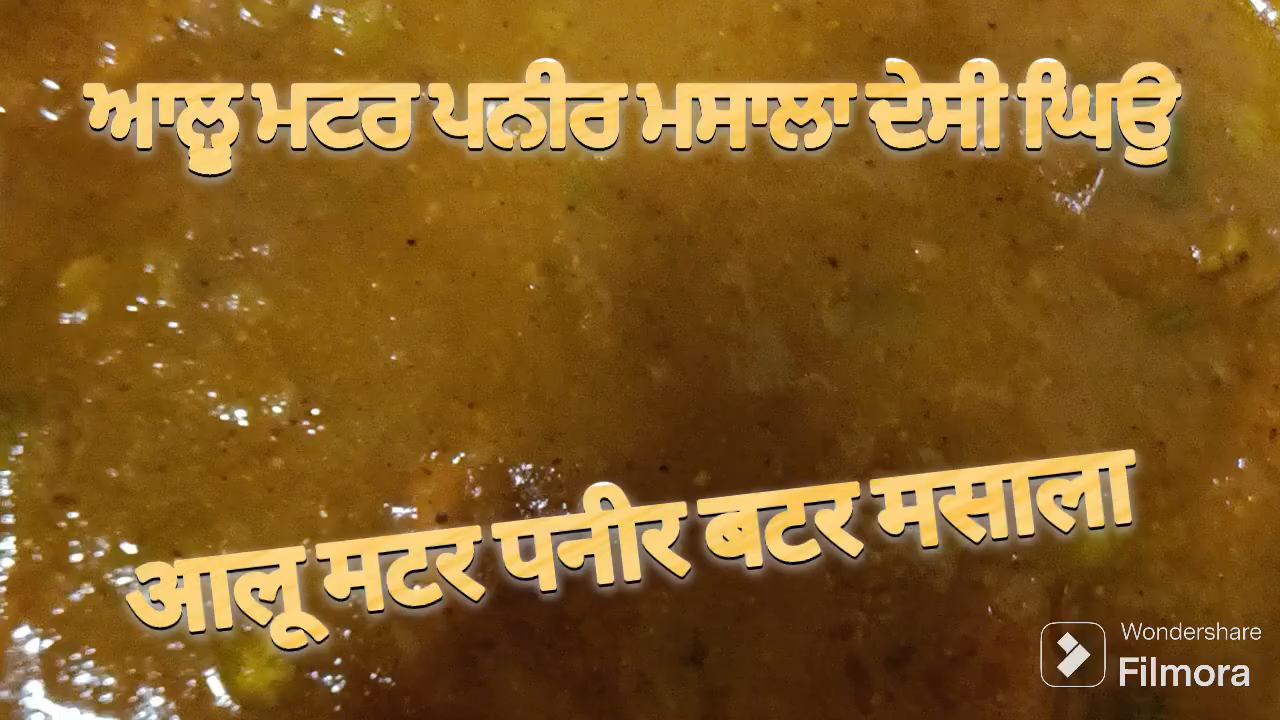 ਆਲੂ ਮਟਰ ਪਨੀਰ ਮਸਾਲਾ ਦੇਸੀ ਘਿਉ
आलू मटर पनीर बटर मसाला
Wondershare
Filmora